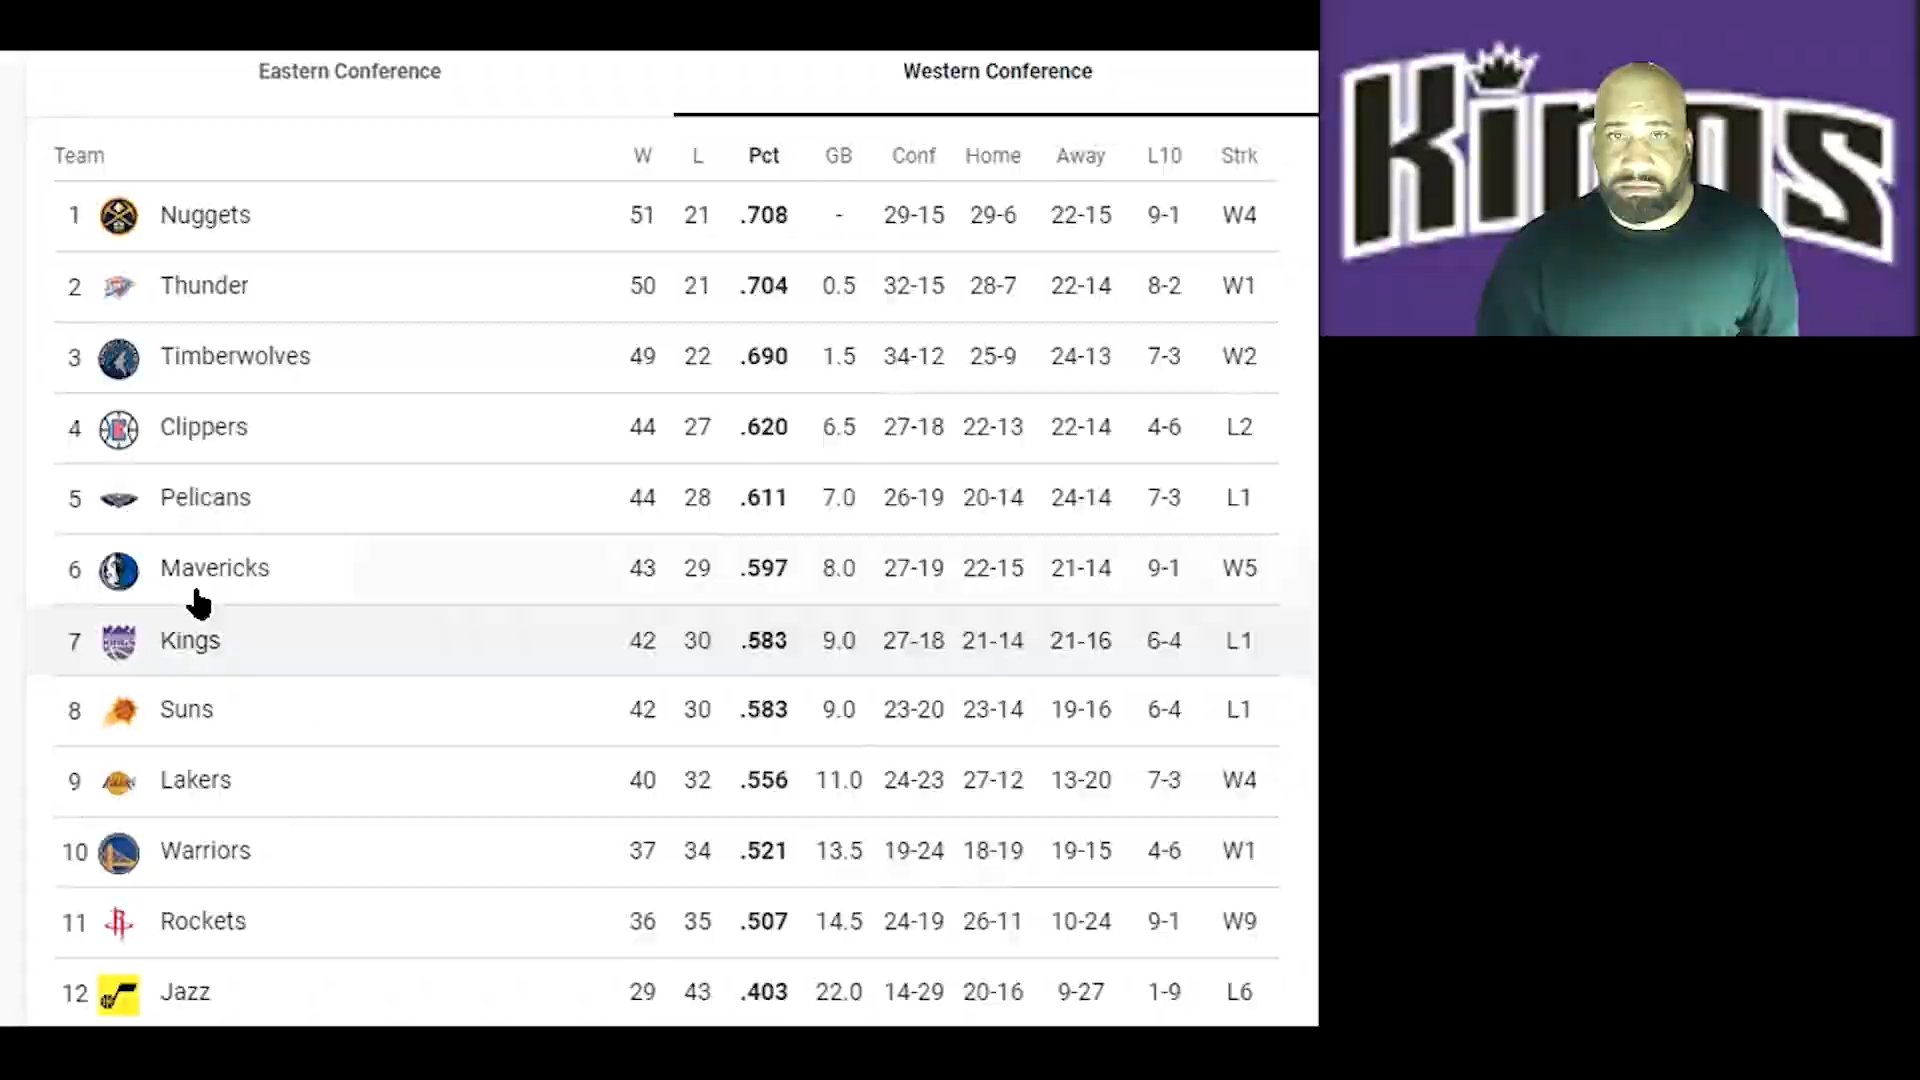 Eastern Conference Western Conference
Team W L Pct GB Conf Home Away L10 Strk
1 Nuggets 51 21 .708 - 29-15 29-6 22-15 9-1 W4
2 Thunder 50 21 .704 0.5 32-15 28-7 22-14 8-2 W1
3 Timberwolves 49 22 .690 1.5 34-12 25-9 24-13 7-3 W2
4 Clippers 44 27 .620 6.5 27-18 22-13 22-14 4-6 L2
5 Pelicans 44 28 .611 7.0 26-19 20-14 24-14 7-3 L1
6 Mavericks 43 29 .597 8.0 27-19 22-15 21-14 9-1 W5
7 Kings 42 30 .583 9.0 27-18 21-14 21-16 6-4 L1
8 Suns 42 30 .583 9.0 23-20 23-14 19-16 6-4 L1
9 Lakers 40 32 .556 11.0 24-23 27-12 13-20 7-3 W4
10 Warriors 37 34 .521 13.5 19-24 18-19 19-15 4-6 W1
11 Rockets 36 35 .507 14.5 24-19 26-11 10-24 9-1 W9
12 Jazz 29 43 .403 22.0 14-29 20-16 9-27 1-9 L6
Kings